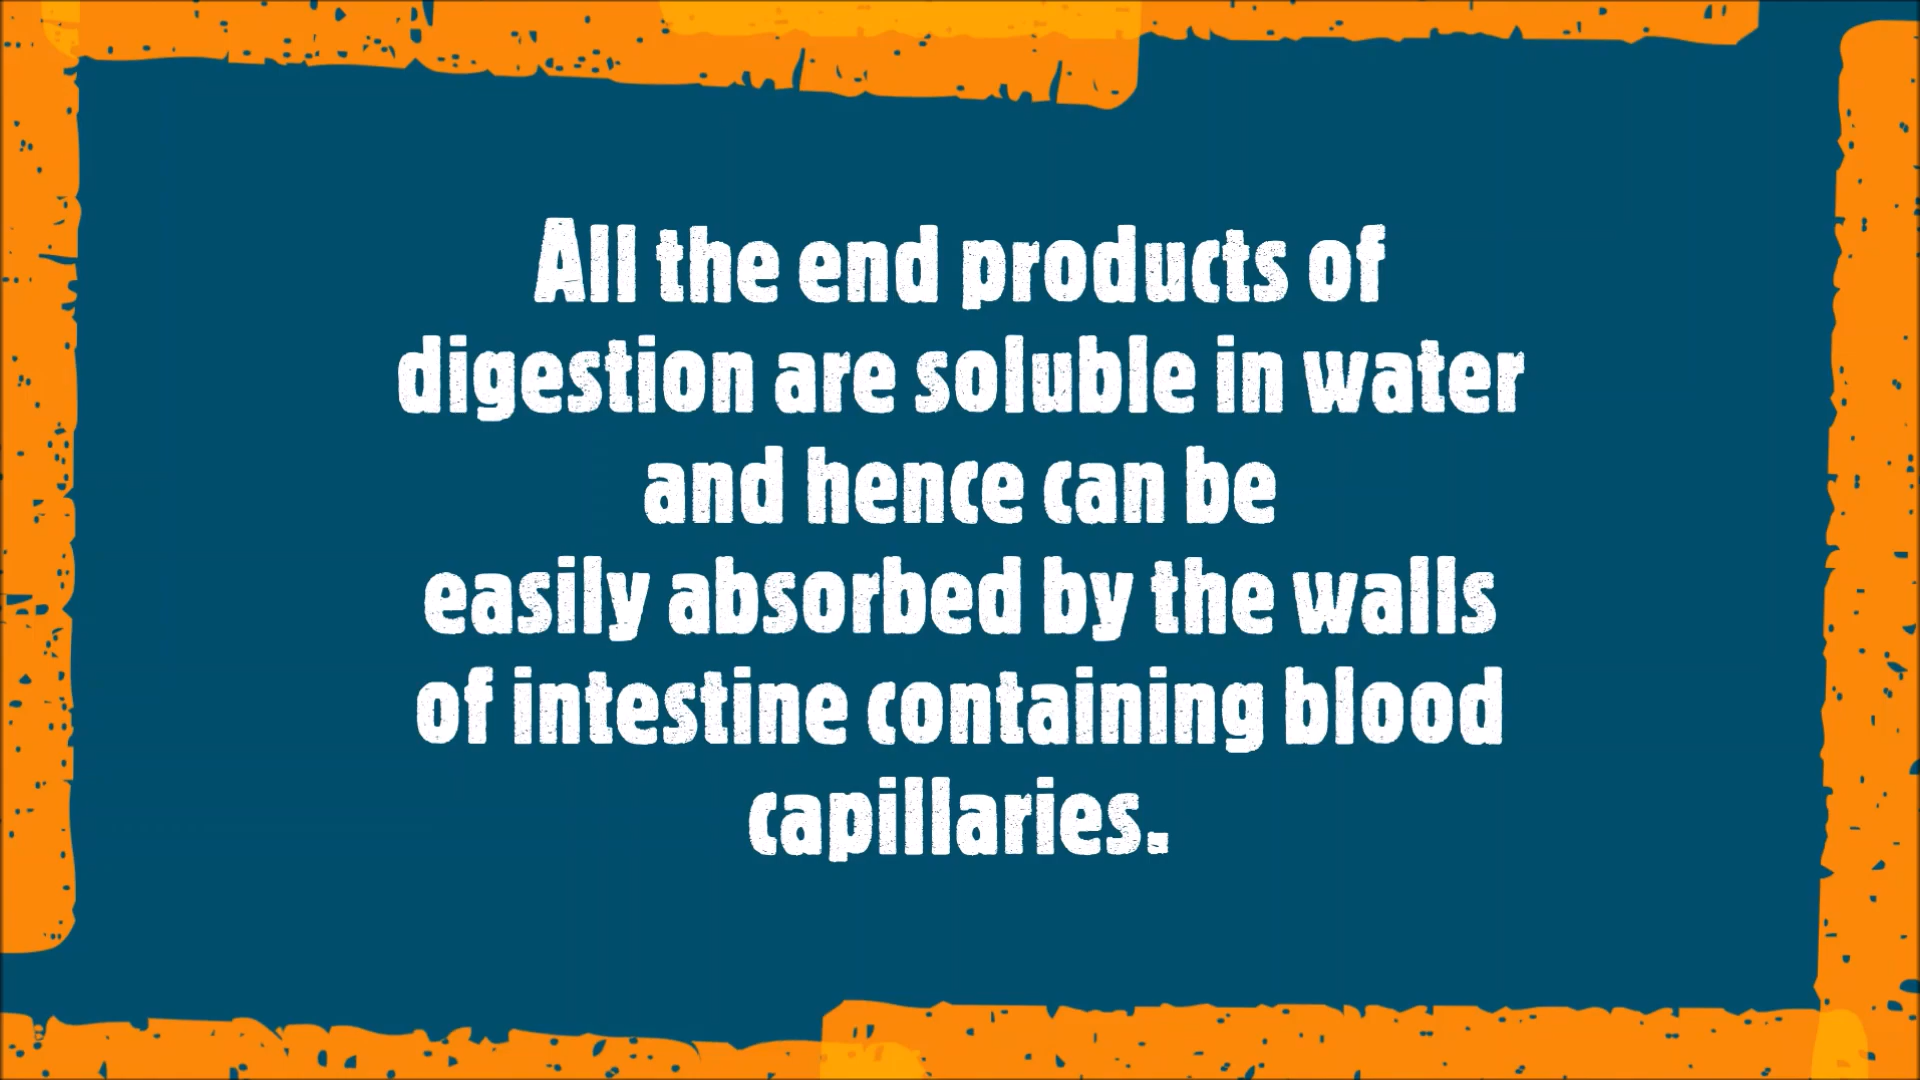 All the end products of
digestion are soluble in water
and hence can be
easily absorbed by the walls
of intestine containing blood
capillaries.